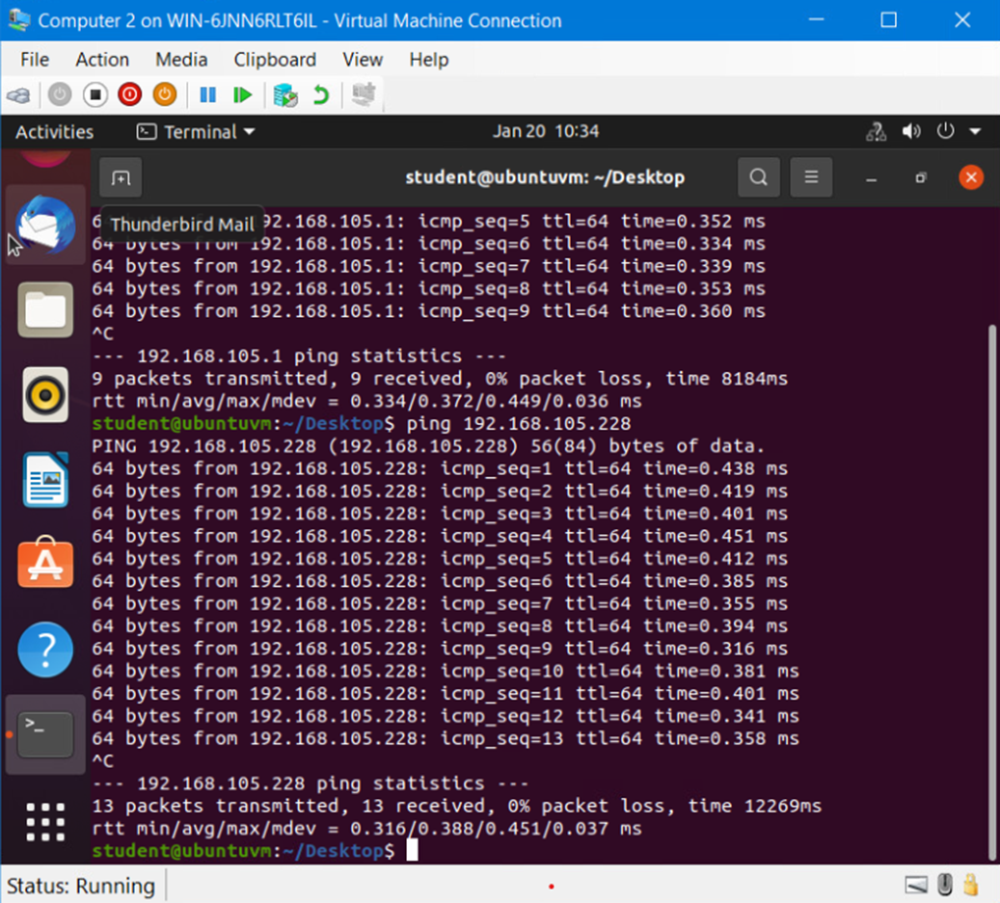 Computer 2 on WIN-6JNN6RLT6IL - Virtual Machine Connection
File Action Media Clipboard View Help
Activities Terminal Jan 20 10:34
student@ubuntuvm: ~/Desktop
Thunderbird Mail
6 92.168.105.1: icmp_seq=5 ttl=64 time=0.352 ms
64 bytes from 192.168.105.1: icmp_seq=6 ttl=64 time=0.334 ms
64 bytes from 192.168.105.1: icmp_seq=7 ttl=64 time=0.339 ms
64 bytes from 192.168.105.1: icmp_seq=8 ttl=64 time=0.353 ms
64 bytes from 192.168.105.1: icmp_seq=9 ttl=64 time=0.360 ms
^C
--- 192.168.105.1 ping statistics ---
9 packets transmitted, 9 received, 0% packet loss, time 8184ms
rtt min/avg/max/mdev = 0.334/0.372/0.449/0.036 ms
student@ubuntuvm:~/Desktop$ ping 192.168.105.228
PING 192.168.105.228 (192.168.105.228) 56(84) bytes of data.
64 bytes from 192.168.105.228: icmp_seq=1 ttl=64 time=0.438 ms
64 bytes from 192.168.105.228: icmp_seq=2 ttl=64 time=0.419 ms
64 bytes from 192.168.105.228: icmp_seq=3 ttl=64 time=0.401 ms
64 bytes from 192.168.105.228: icmp_seq=4 ttl=64 time=0.451 ms
64 bytes from 192.168.105.228: icmp_seq=5 ttl=64 time=0.412 ms
64 bytes from 192.168.105.228: icmp_seq=6 ttl=64 time=0.385 ms
64 bytes from 192.168.105.228: icmp_seq=7 ttl=64 time=0.355 ms
64 bytes from 192.168.105.228: icmp_seq=8 ttl=64 time=0.394 ms
64 bytes from 192.168.105.228: icmp_seq=9 ttl=64 time=0.316 ms
64 bytes from 192.168.105.228: icmp_seq=10 ttl=64 time=0.381 ms
64 bytes from 192.168.105.228: icmp_seq=11 ttl=64 time=0.401 ms
64 bytes from 192.168.105.228: icmp_seq=12 ttl=64 time=0.341 ms
64 bytes from 192.168.105.228: icmp_seq=13 ttl=64 time=0.358 ms
^C
--- 192.168.105.228 ping statistics ---
13 packets transmitted, 13 received, 0% packet loss, time 12269ms
rtt min/avg/max/mdev = 0.316/0.388/0.451/0.037 ms
student@ubuntuvm:~/Desktop$
Status: Running